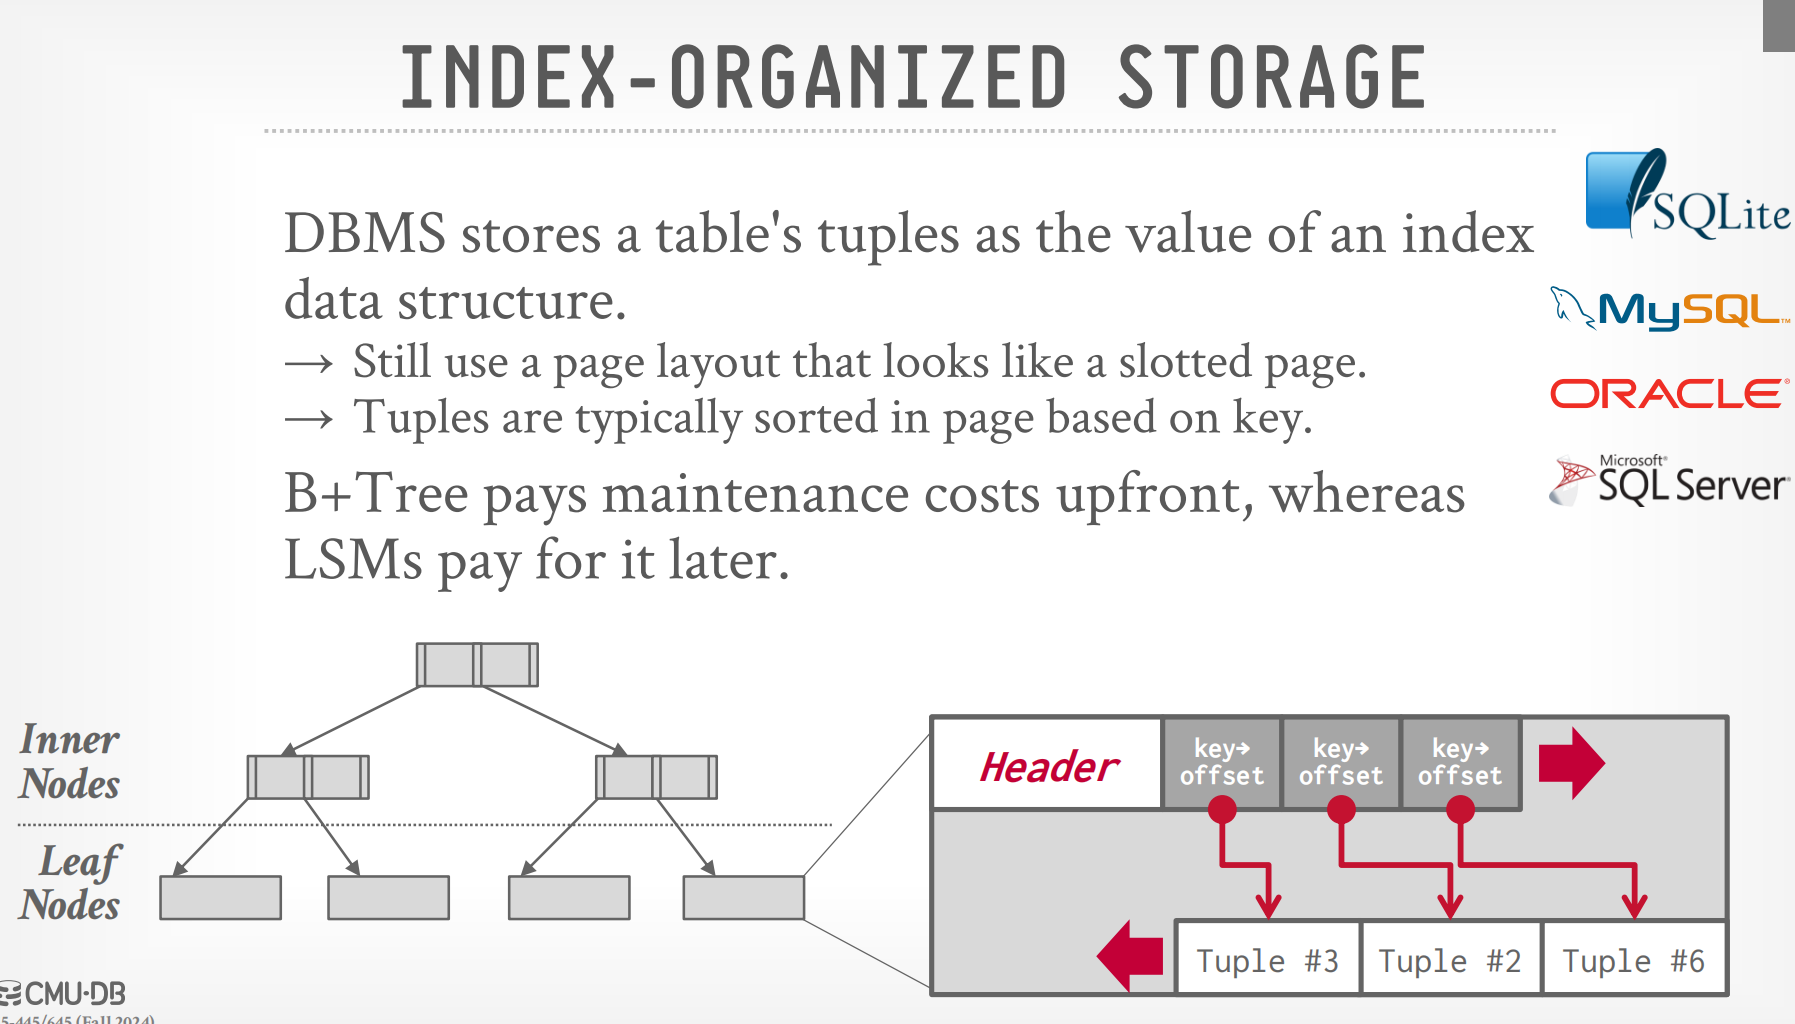 INDEX-ORGANIZED STORAGE
DBMS stores a table's tuples as the value of an index
data structure.
→ Still use a page layout that looks like a slotted page.
→ Tuples are typically sorted in page based on key.
B+Tree pays maintenance costs upfront, whereas
LSMs pay for it later.
SQLite
MySQL™
ORACLE®
Microsoft®
SQL Server®
Inner
Nodes
Leaf
Nodes
Header
key→
offset
key→
offset
key→
offset
Tuple #3
Tuple #2
Tuple #6
CMU·DB
5-445/645 (Fall 2024)